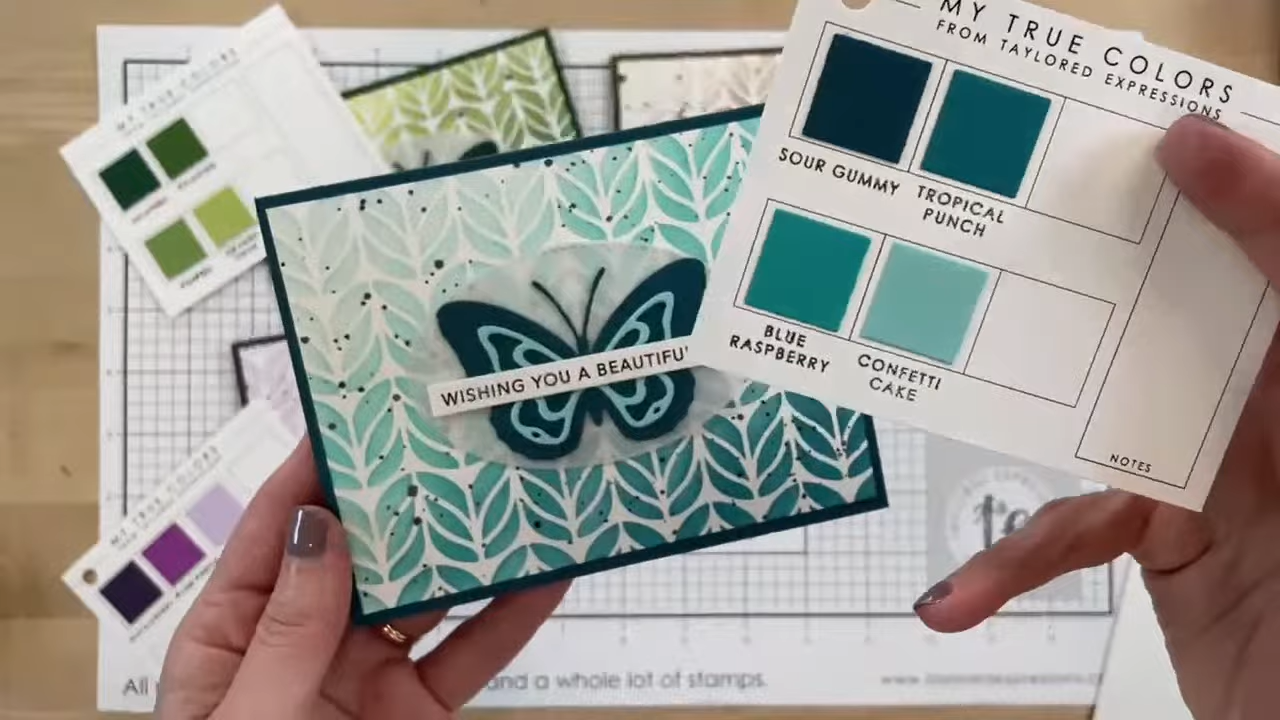 MY TRUE COLORS
FROM TAYLORED EXPRESSIONS
SOUR GUMMY
TROPICAL
PUNCH
BLUE
RASPBERRY
CONFETTI
CAKE
NOTES
WISHING YOU A BEAUTIFU
MY TRUE COLORS
MY TRUE COLORS
All
and a whole lot of stamps.